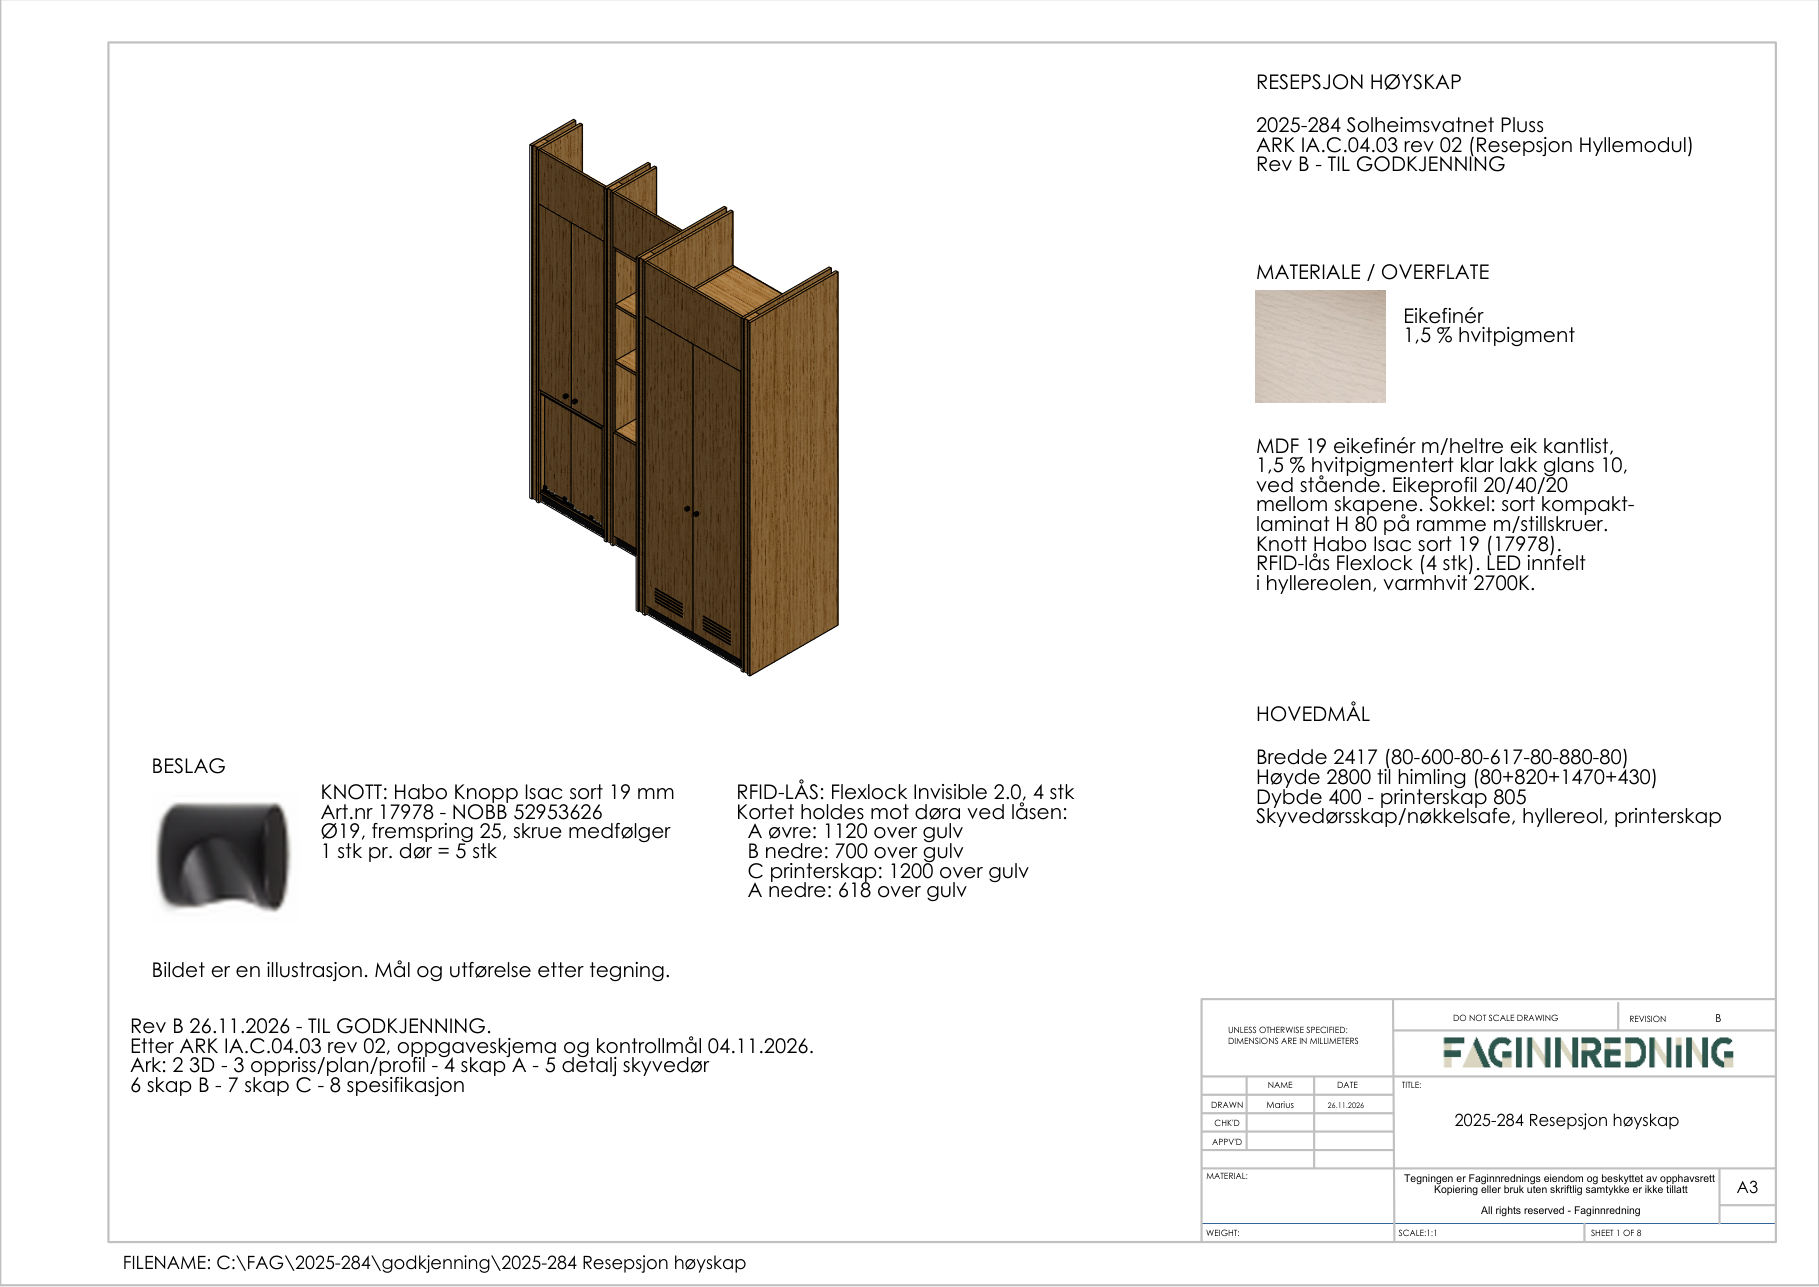 RESEPSJON HØYSKAP
2025-284 Solheimsvatnet Pluss
ARK IA.C.04.03 rev 02 (Resepsjon Hyllemodul)
Rev B - TIL GODKJENNING
MATERIALE / OVERFLATE
Eikefinér
1,5 % hvitpigment
MDF 19 eikefinér m/heltre eik kantlist,
1,5 % hvitpigmentert klar lakk glans 10,
ved stående. Eikeprofil 20/40/20
mellom skapene. Sokkel: sort kompakt-
laminat H 80 på ramme m/stillskruer.
Knott Habo Isac sort 19 (17978).
RFID-lås Flexlock (4 stk). LED innfelt
i hyllereolen, varmhvit 2700K.
HOVEDMÅL
Bredde 2417 (80-600-80-617-80-880-80)
Høyde 2800 til himling (80+820+1470+430)
Dybde 400 - printerskap 805
Skyvedørsskap/nøkkelsafe, hyllereol, printerskap
BESLAG
KNOTT: Habo Knopp Isac sort 19 mm
Art.nr 17978 - NOBB 52953626
Ø19, fremspring 25, skrue medfølger
1 stk pr. dør = 5 stk
RFID-LÅS: Flexlock Invisible 2.0, 4 stk
Kortet holdes mot døra ved låsen:
A øvre: 1120 over gulv
B nedre: 700 over gulv
C printerskap: 1200 over gulv
A nedre: 618 over gulv
Bildet er en illustrasjon. Mål og utførelse etter tegning.
Rev B 26.11.2026 - TIL GODKJENNING.
Etter ARK IA.C.04.03 rev 02, oppgaveskjema og kontrollmål 04.11.2026.
Ark: 2 3D - 3 oppriss/plan/profil - 4 skap A - 5 detalj skyvedør
6 skap B - 7 skap C - 8 spesifikasjon
UNLESS OTHERWISE SPECIFIED:
DIMENSIONS ARE IN MILLIMETERS
DO NOT SCALE DRAWING
REVISION B
FAGINNREDNING
NAME DATE
DRAWN Marius 26.11.2026
CHK'D
APPV'D
TITLE:
2025-284 Resepsjon høyskap
MATERIAL:
Tegningen er Faginnrednings eiendom og beskyttet av opphavsrett
Kopiering eller bruk uten skriftlig samtykke er ikke tillatt
All rights reserved - Faginnredning
A3
WEIGHT:
SCALE:1:1
SHEET 1 OF 8
FILENAME: C:\FAG\2025-284\godkjenning\2025-284 Resepsjon høyskap